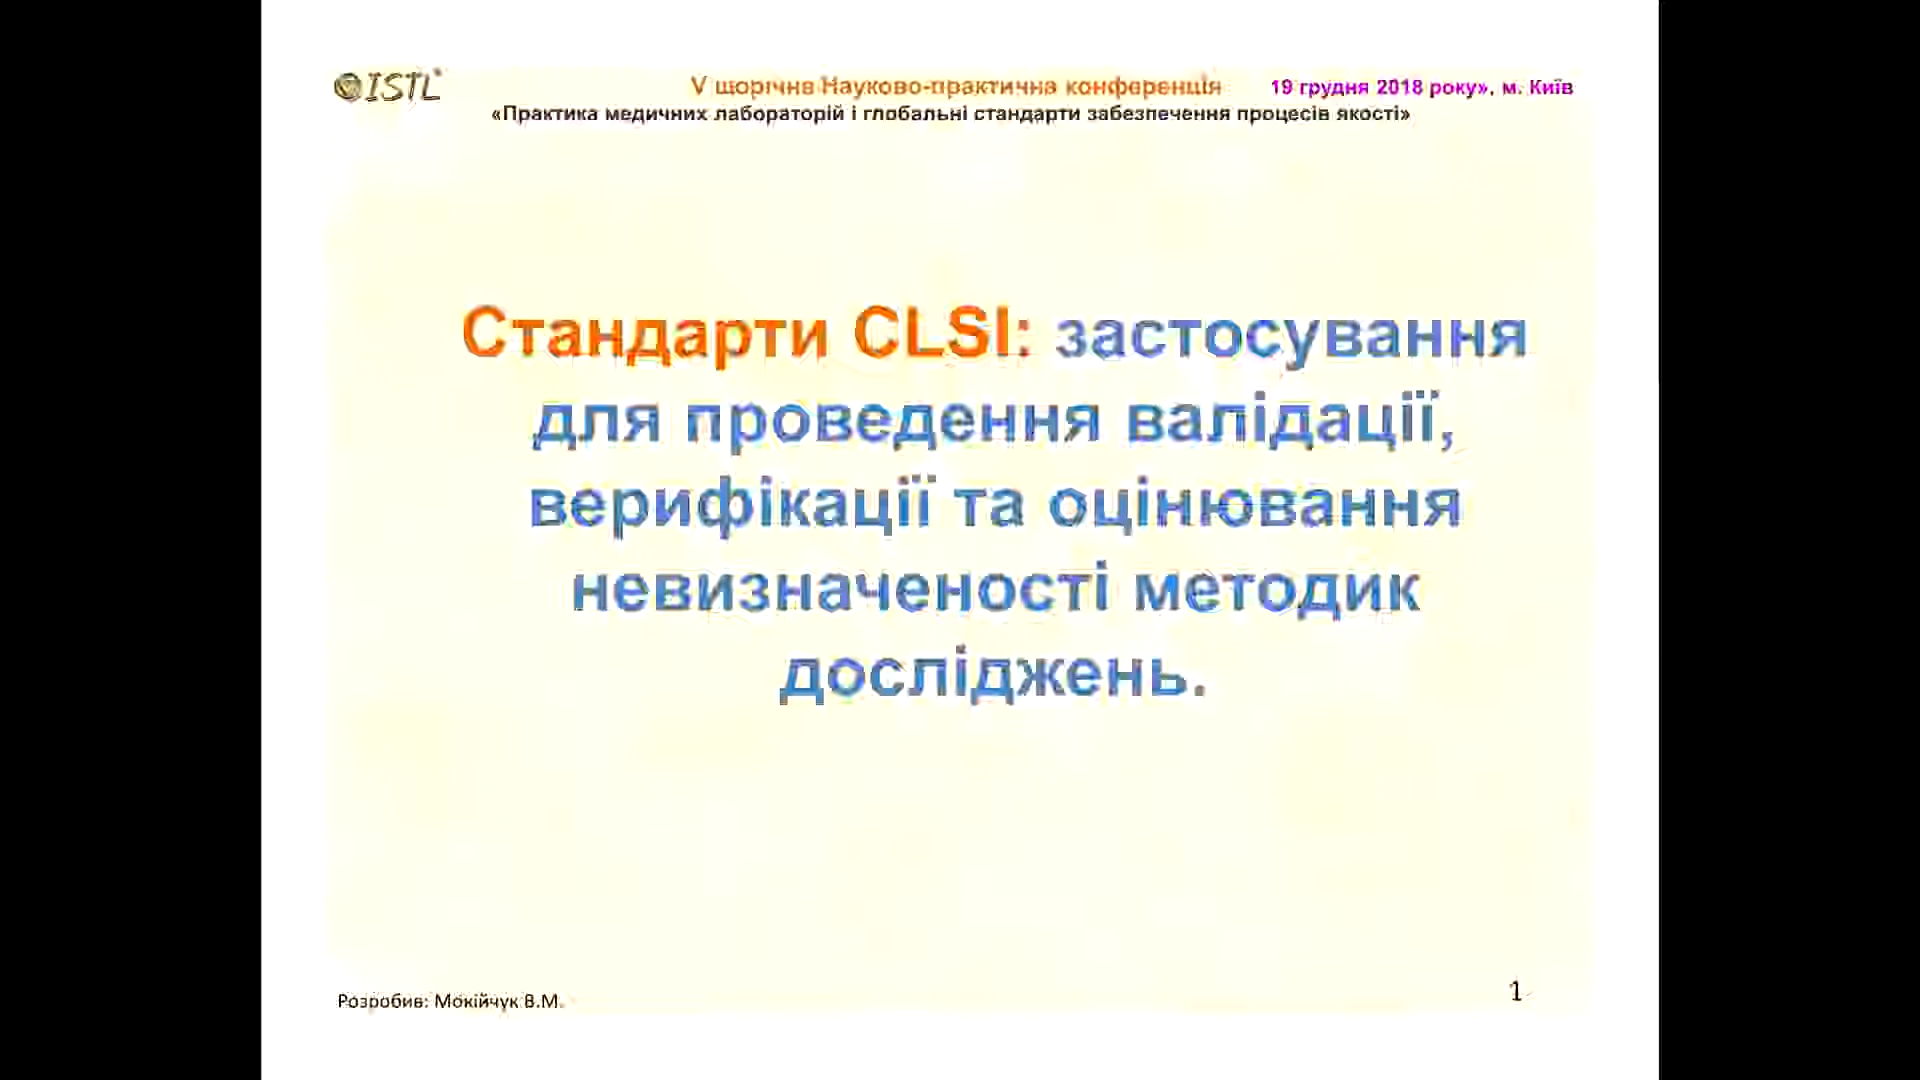 ISTL V щорічна Науково-практична конференція 19 грудня 2018 року», м. Київ
«Практика медичних лабораторій і глобальні стандарти забезпечення процесів якості»
Стандарти CLSI: застосування
для проведення валідації,
верифікації та оцінювання
невизначеності методик
досліджень.
Розробив: Мокійчук В.М.
1